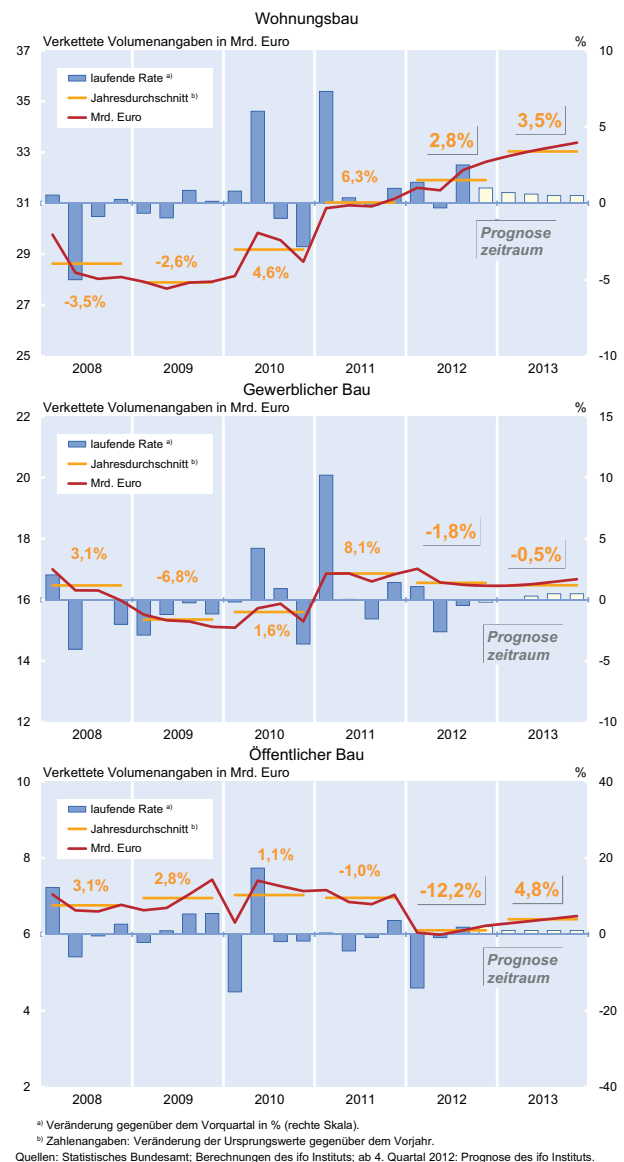 Wohnungsbau
Verkettete Volumenangaben in Mrd. Euro %
37 10
laufende Rate a)
Jahresdurchschnitt b)
Mrd. Euro
35
33 5
31 0
29
27 -5
25 -10
3,5%
2,8%
6,3%
Prognose
zeitraum
-2,6%
4,6%
-3,5%
2008 2009 2010 2011 2012 2013
Gewerblicher Bau
Verkettete Volumenangaben in Mrd. Euro %
22 15
laufende Rate a)
Jahresdurchschnitt b)
Mrd. Euro
20 10
18 5
16 0
14 -5
12 -10
3,1%
-6,8%
1,6%
8,1%
-1,8%
-0,5%
Prognose
zeitraum
2008 2009 2010 2011 2012 2013
Öffentlicher Bau
Verkettete Volumenangaben in Mrd. Euro %
10 40
laufende Rate a)
Jahresdurchschnitt b)
Mrd. Euro
8 20
6 0
4 -20
2 -40
3,1%
2,8%
1,1%
-1,0%
-12,2%
4,8%
Prognose
zeitraum
2008 2009 2010 2011 2012 2013
a) Veränderung gegenüber dem Vorquartal in % (rechte Skala).
b) Zahlenangaben: Veränderung der Ursprungswerte gegenüber dem Vorjahr.
Quellen: Statistisches Bundesamt; Berechnungen des ifo Instituts; ab 4. Quartal 2012: Prognose des ifo Instituts.